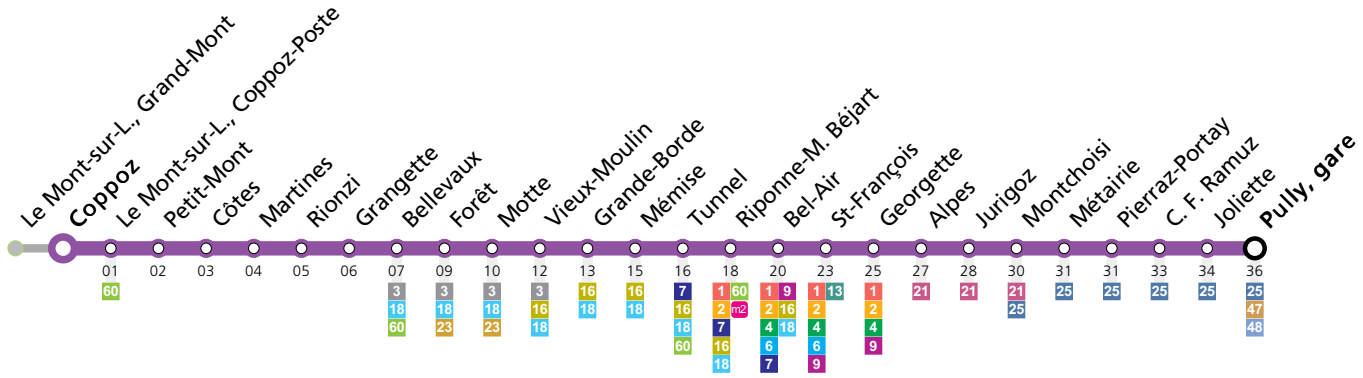 Le Mont-sur-L., Grand-Mont
Coppoz
Le Mont-sur-L., Coppoz-Poste
Petit-Mont
Côtes
Martines
Rionzi
Grangette
Bellevaux
Forêt
Motte
Vieux-Moulin
Grande-Borde
Mémise
Tunnel
Riponne-M. Béjart
Bel-Air
St-François
Georgette
Alpes
Jurigoz
Montchoisi
Métairie
Pierraz-Portay
C. F. Ramuz
Joliette
Pully, gare
01 02 03 04 05 06 07 09 10 12 13 15 16 18 20 23 25 27 28 30 31 31 33 34 36
60 3 3 3 3 16 16 7 1 60 1 9 1 13 1 21 21 21 25 25 25 25 25
18 18 18 16 18 18 16 2 m2 2 16 2 2 25 47
60 23 23 18 18 7 4 18 4 4 48
60 16 6 6 9
18 7 9